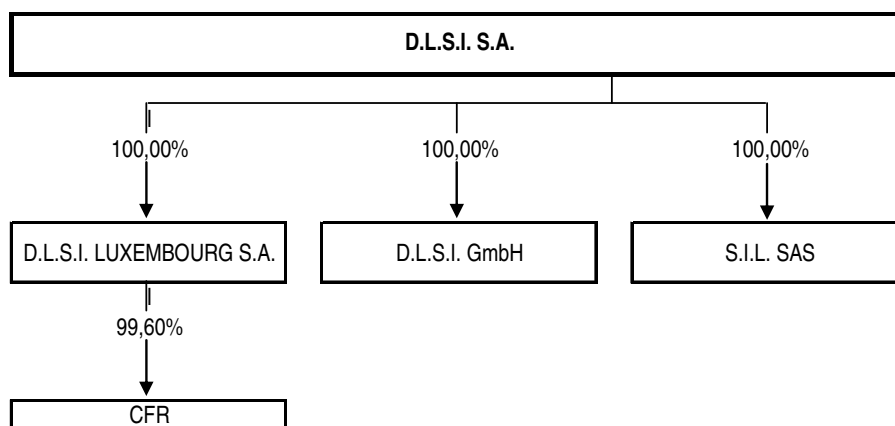 D.L.S.I. S.A.
100,00% 100,00% 100,00%
D.L.S.I. LUXEMBOURG S.A. D.L.S.I. GmbH S.I.L. SAS
99,60%
CFR